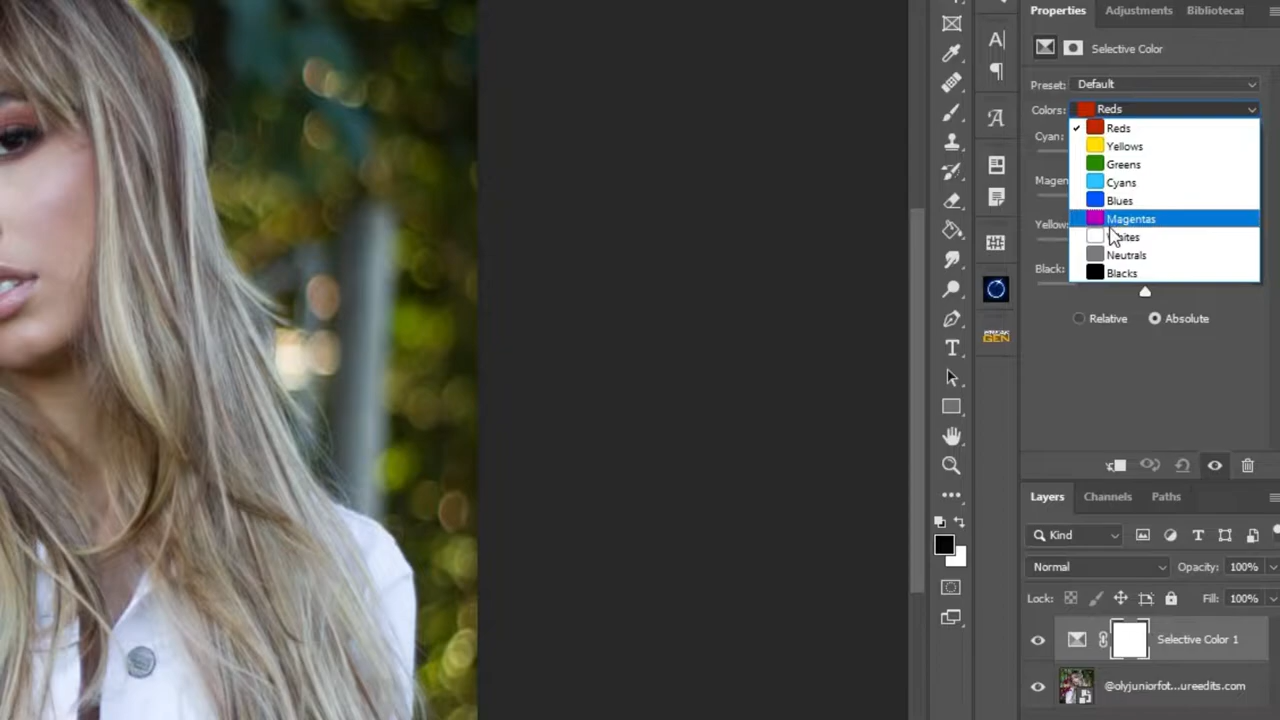 Properties
Adjustments
Bibliotecas
Selective Color
Preset:
Default
Colors:
Reds
Cyan:
Reds
Yellows
Greens
Magen
Cyans
Blues
Magentas
Yellow
Neutrals
Black:
Blacks
Relative
Absolute
Layers
Channels
Paths
Kind
Normal
Opacity:
100%
Lock:
Fill:
100%
Selective Color 1
@olyjuniorfot...ureedits.com